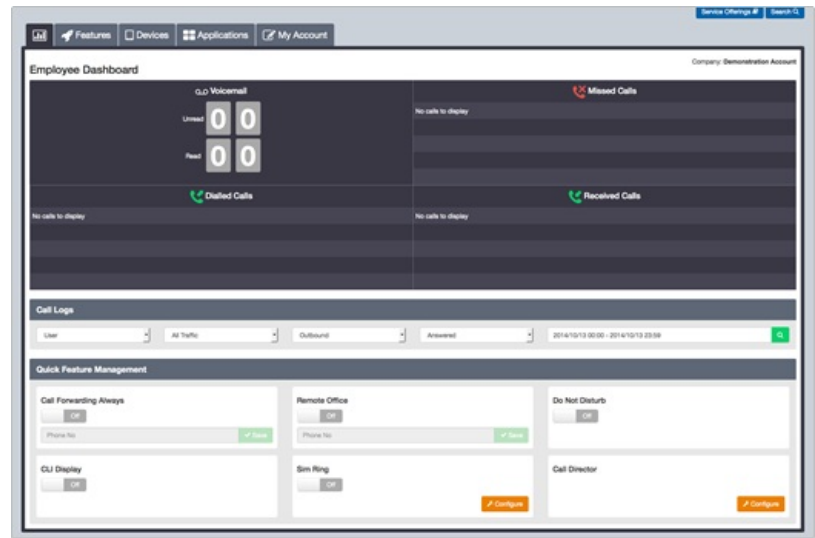 Service Offerings
Search
Features
Devices
Applications
My Account
Employee Dashboard
Company: Demonstration Account
Voicemail
Unread 0 0
Read 0 0
Missed Calls
No calls to display
Dialled Calls
No calls to display
Received Calls
No calls to display
Call Logs
User
All Traffic
Outbound
Answered
2014/10/13 00:00 - 2014/10/13 23:59
Quick Feature Management
Call Forwarding Always
Off
Phone No
Save
Remote Office
Off
Phone No
Save
Do Not Disturb
Off
CLI Display
Off
Sim Ring
Off
Configure
Call Director
Configure